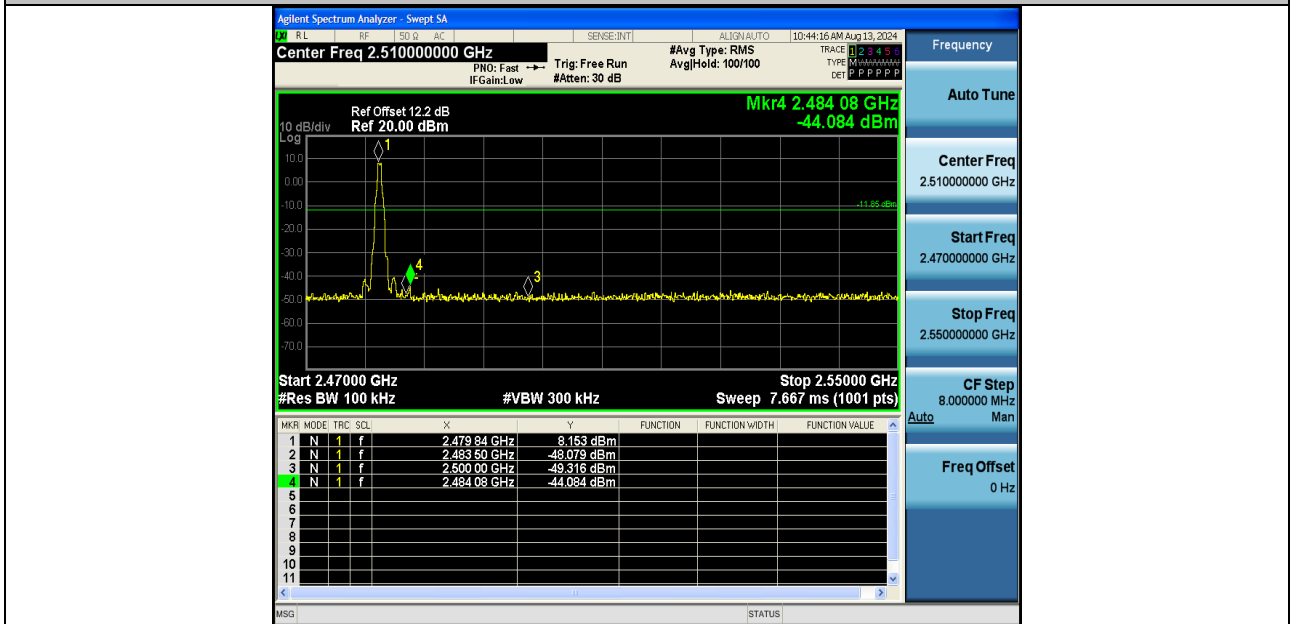 Agilent Spectrum Analyzer - Swept SA
RL RF 50 Ω AC SENSE:INT ALIGN AUTO 10:44:16 AM Aug 13, 2024
Center Freq 2.510000000 GHz
PNO: Fast
IFGain:Low
Trig: Free Run
#Atten: 30 dB
#Avg Type: RMS
Avg|Hold: 100/100
TRACE 1 2 3 4 5 6
TYPE M
DET P P P P P P
Mkr4 2.484 08 GHz
-44.084 dBm
Ref Offset 12.2 dB
10 dB/div Ref 20.00 dBm
Log
1
10.0
0.00
-10.0
-11.85 dBm
-20.0
-30.0
4
3
-40.0
-50.0
-60.0
-70.0
Start 2.47000 GHz Stop 2.55000 GHz
#Res BW 100 kHz #VBW 300 kHz Sweep 7.667 ms (1001 pts)
MKR MODE TRC SCL X Y FUNCTION FUNCTION WIDTH FUNCTION VALUE
1 N 1 f 2.479 84 GHz 8.153 dBm
2 N 1 f 2.483 50 GHz -48.079 dBm
3 N 1 f 2.500 00 GHz -49.316 dBm
4 N 1 f 2.484 08 GHz -44.084 dBm
5
6
7
8
9
10
11
MSG STATUS
Frequency
Auto Tune
Center Freq
2.510000000 GHz
Start Freq
2.470000000 GHz
Stop Freq
2.550000000 GHz
CF Step
8.000000 MHz
Auto Man
Freq Offset
0 Hz